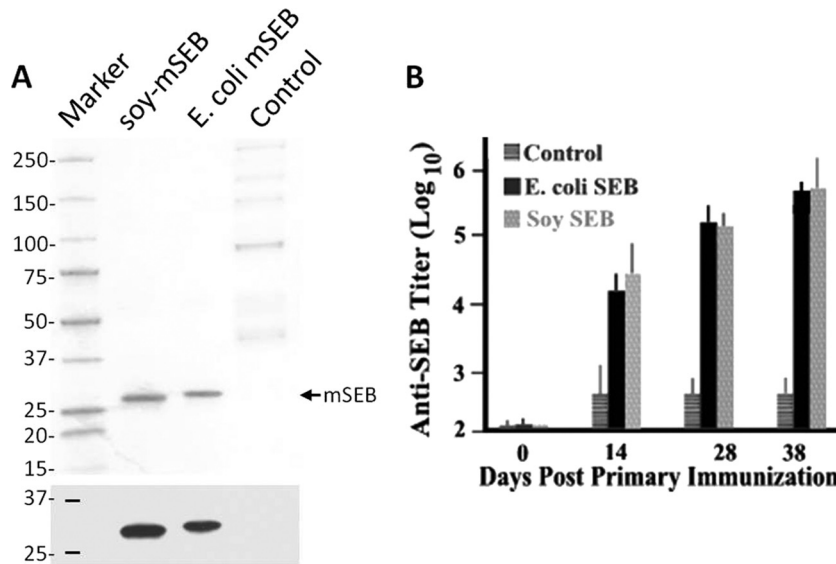 A
Marker
soy-mSEB
E. coli mSEB
Control
250-
150-
100-
75-
50-
37-
25-
20-
15-
mSEB
37-
25-
B
Control
E. coli SEB
Soy SEB
Anti-SEB Titer (Log10)
6
5
4
3
2
0 14 28 38
Days Post Primary Immunization